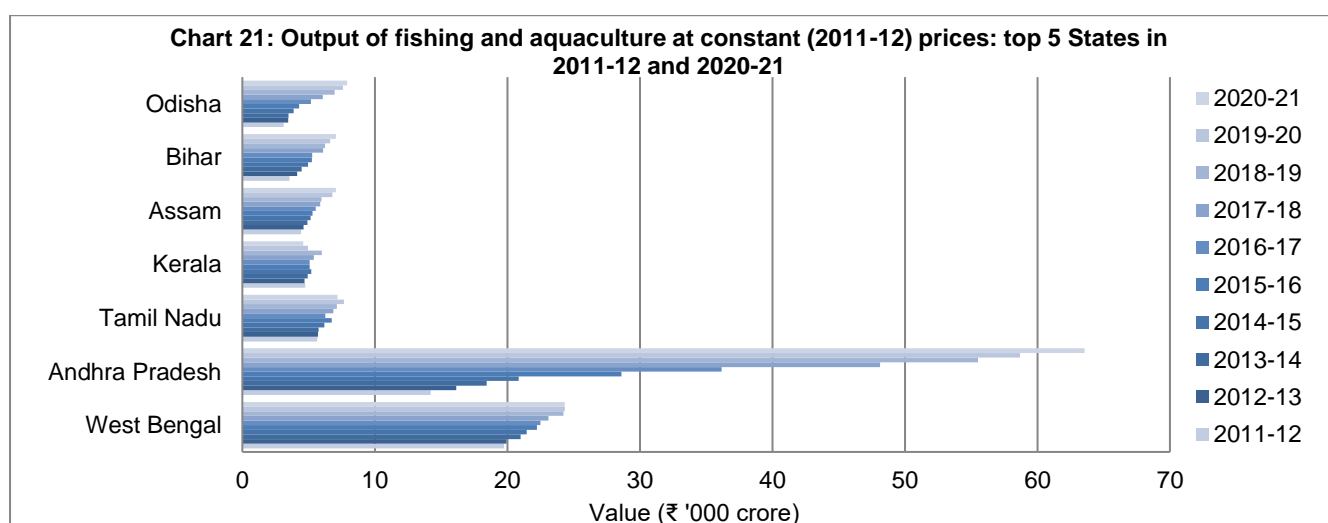 Chart 21: Output of fishing and aquaculture at constant (2011-12) prices: top 5 States in
2011-12 and 2020-21
Odisha
Bihar
Assam
Kerala
Tamil Nadu
Andhra Pradesh
West Bengal
2020-21
2019-20
2018-19
2017-18
2016-17
2015-16
2014-15
2013-14
2012-13
2011-12
0 10 20 30 40 50 60 70
Value (₹ '000 crore)